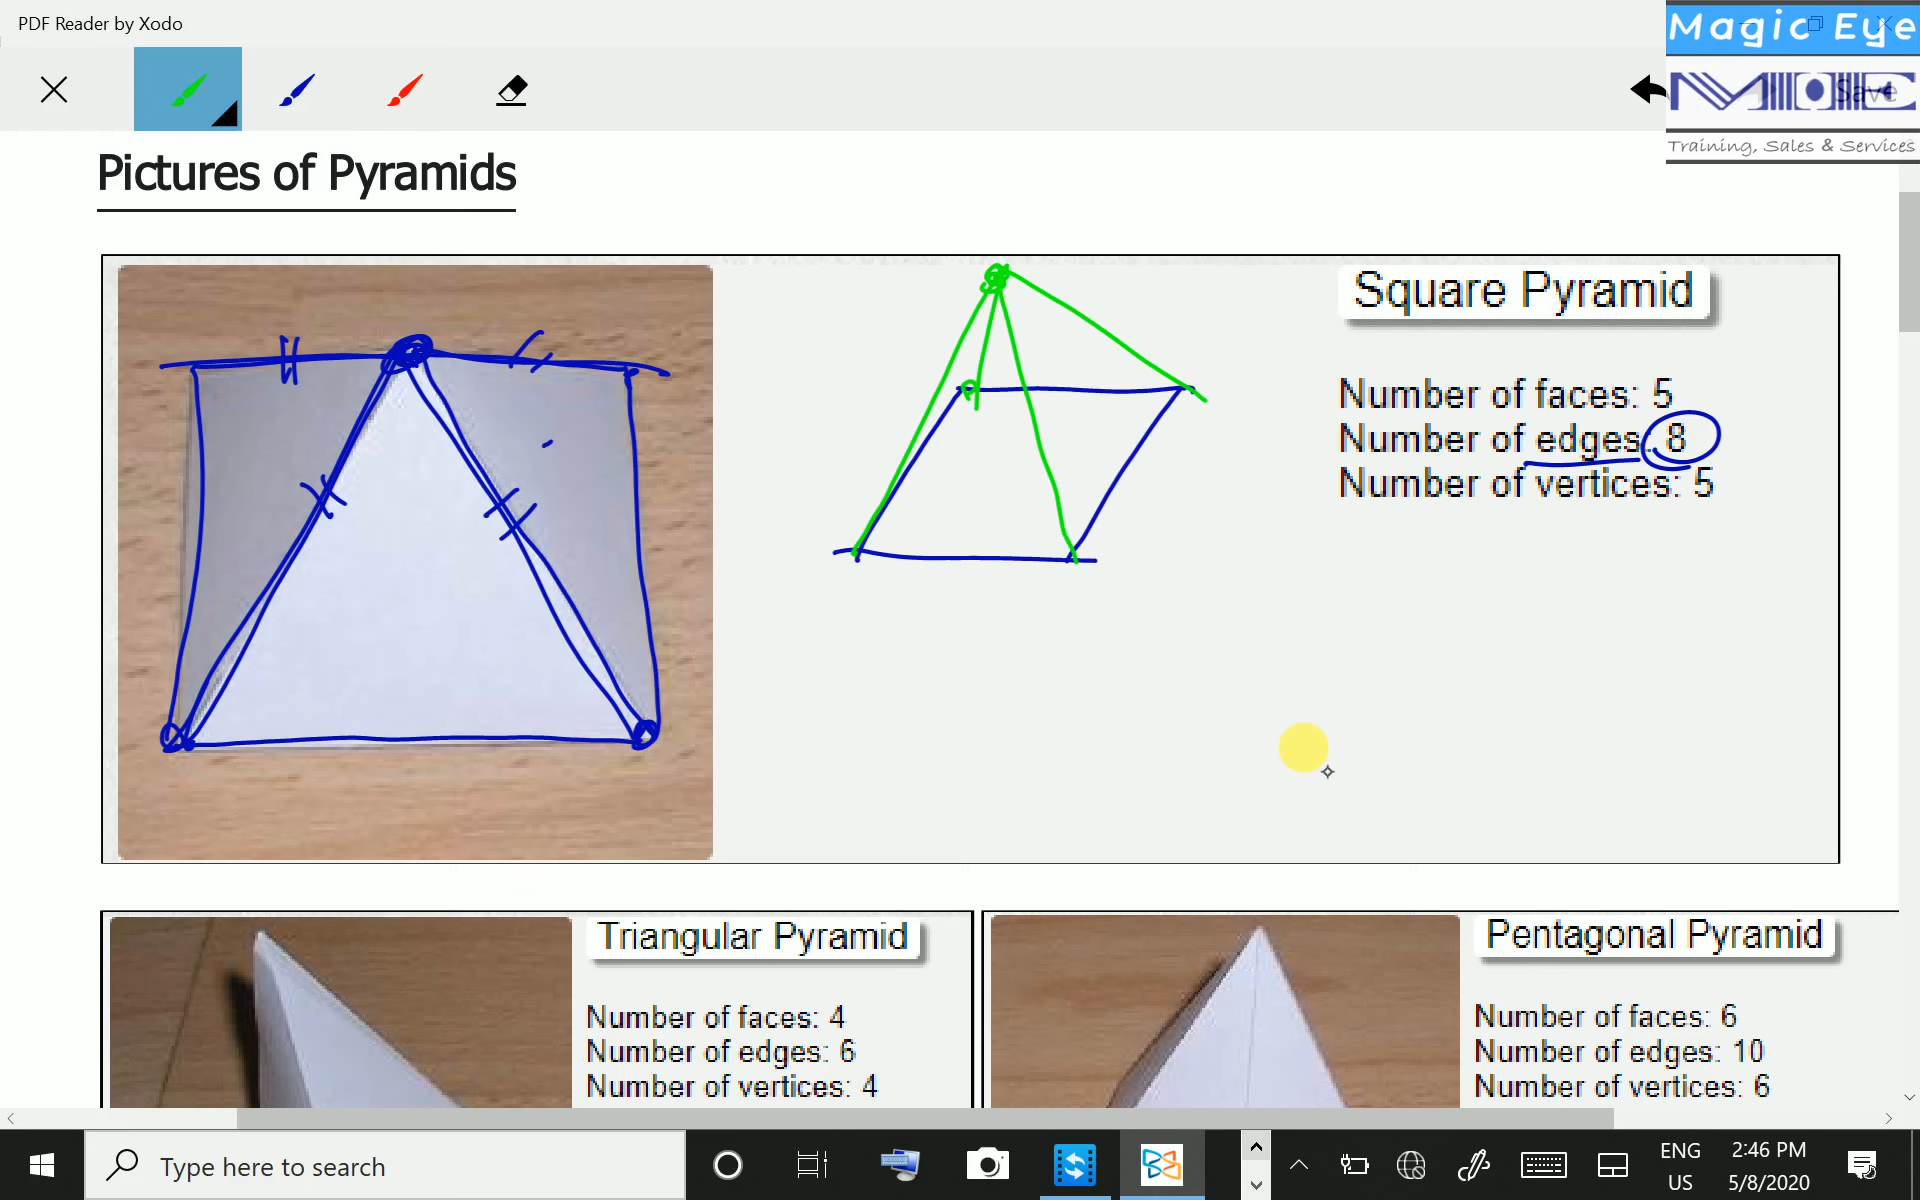 PDF Reader by Xodo
Magic Eye
Save
Training, Sales & Services
Pictures of Pyramids
Square Pyramid
Number of faces: 5
Number of edges: 8
Number of vertices: 5
Triangular Pyramid
Number of faces: 4
Number of edges: 6
Number of vertices: 4
Pentagonal Pyramid
Number of faces: 6
Number of edges: 10
Number of vertices: 6
Type here to search
ENG
US
2:46 PM
5/8/2020